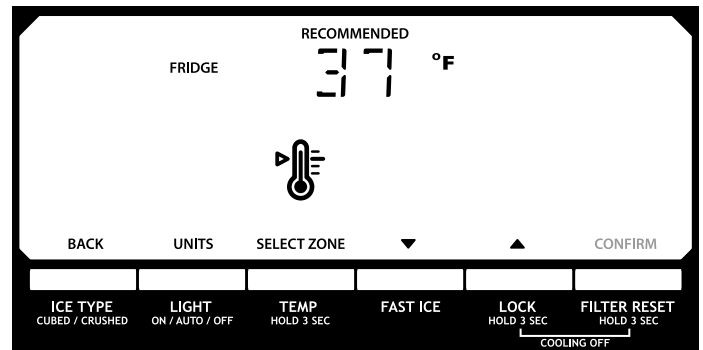 RECOMMENDED
FRIDGE 37 °F
BACK UNITS SELECT ZONE ▼ ▲ CONFIRM
ICE TYPE LIGHT TEMP FAST ICE LOCK FILTER RESET
CUBED / CRUSHED ON / AUTO / OFF HOLD 3 SEC HOLD 3 SEC HOLD 3 SEC
COOLING OFF